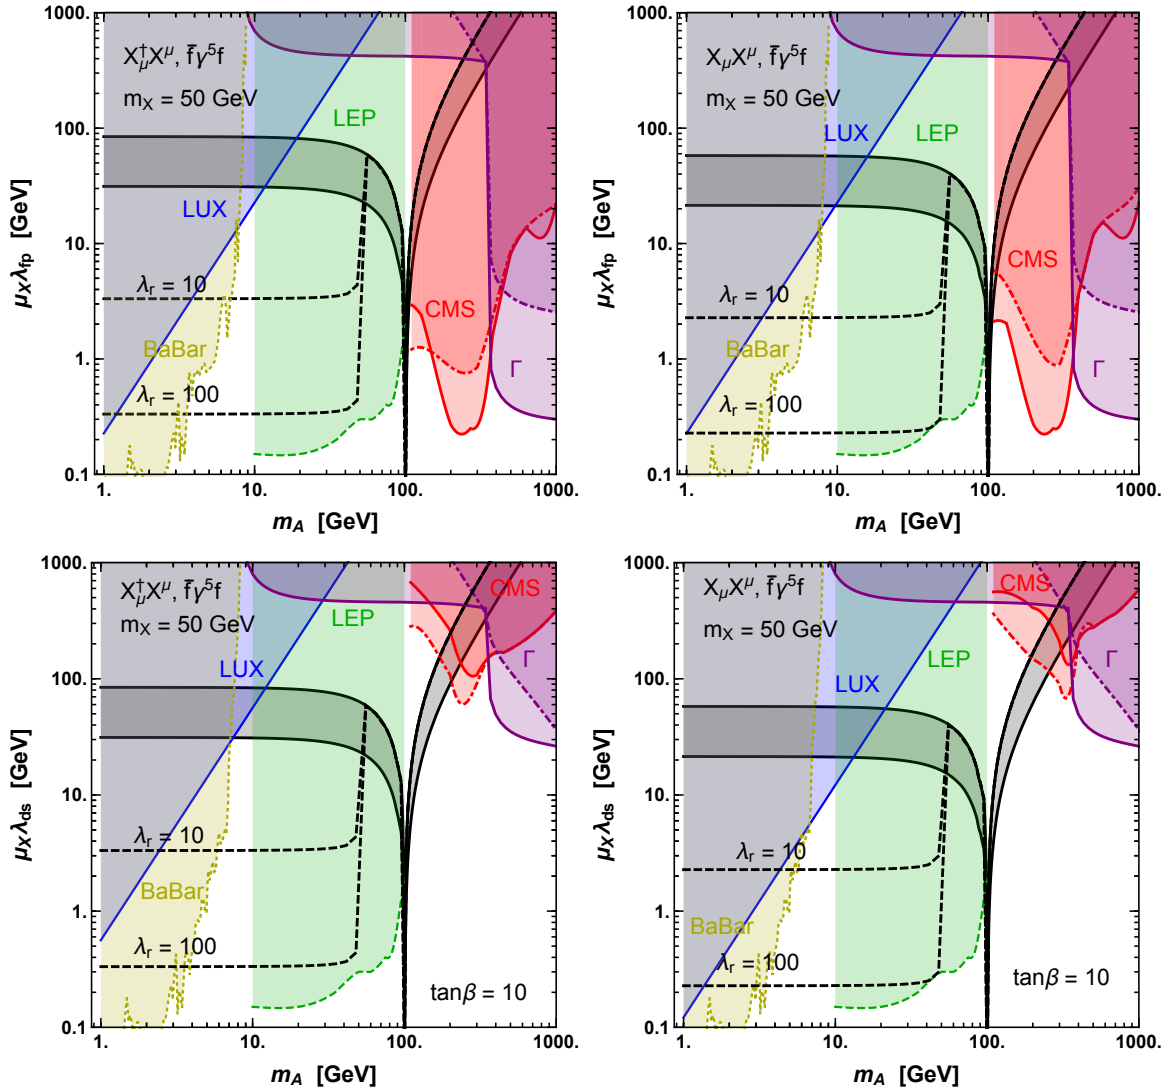 X†μXμ, f̄γ5f
mX = 50 GeV
LEP
LUX
λr = 10
CMS
BaBar
Γ
λr = 100
μXλfp [GeV]
1000.
100.
10.
1
0.1
1. 10. 100. 1000.
mA [GeV]
XμXμ, f̄γ5f
mX = 50 GeV
LUX
LEP
λr = 10
CMS
BaBar
Γ
λr = 100
μXλfp [GeV]
1000.
100.
10.
1
0.1
1. 10. 100. 1000.
mA [GeV]
X†μXμ, f̄γ5f
CMS
mX = 50 GeV
LEP
Γ
LUX
λr = 10
BaBar
λr = 100
tanβ = 10
μXλds [GeV]
1000.
100.
10.
1
0.1
1. 10. 100. 1000.
mA [GeV]
XμXμ, f̄γ5f
CMS
mX = 50 GeV
LEP
Γ
LUX
λr = 10
BaBar
λr = 100
tanβ = 10
μXλds [GeV]
1000.
100.
10.
1
0.1
1. 10. 100. 1000.
mA [GeV]